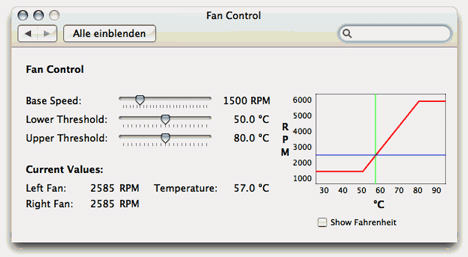 Fan Control
Alle einblenden
Fan Control
Base Speed: 1500 RPM
Lower Threshold: 50.0 °C
Upper Threshold: 80.0 °C
Current Values:
Left Fan: 2585 RPM Temperature: 57.0 °C
Right Fan: 2585 RPM
RPM
6000
5000
4000
3000
2000
1000
30 40 50 60 70 80 90
°C
Show Fahrenheit